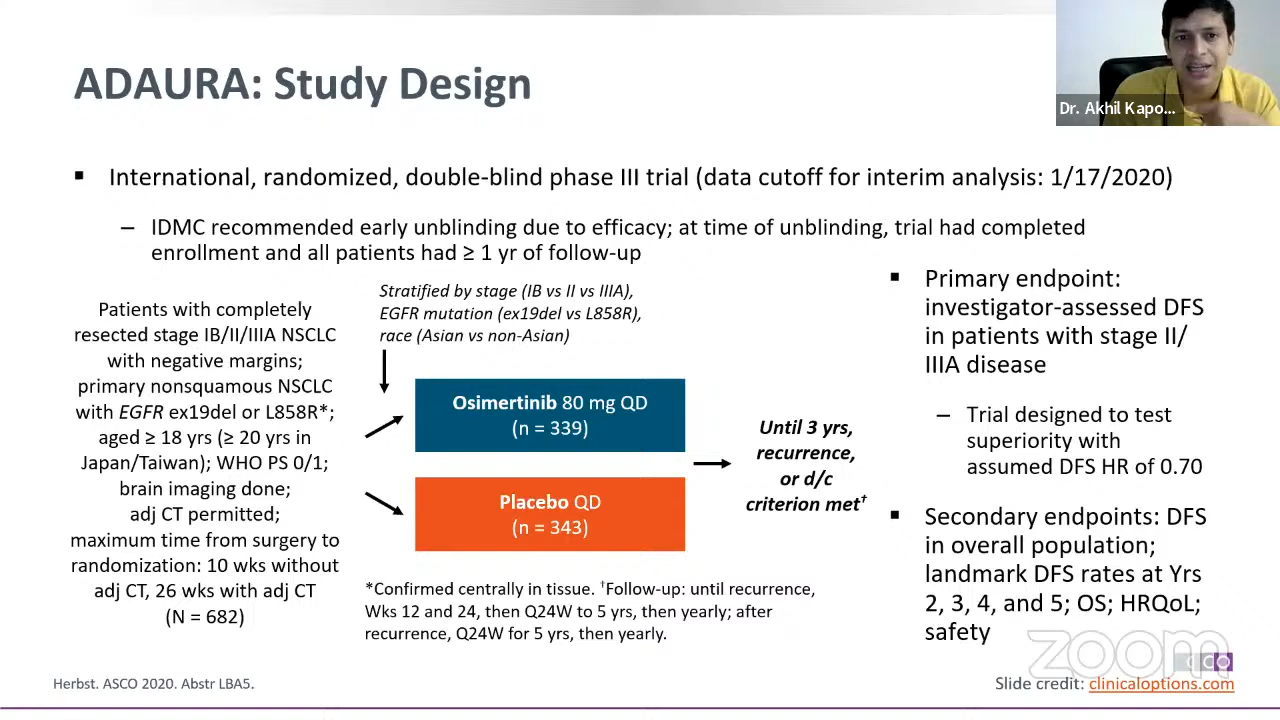 ADAURA: Study Design
Dr. Akhil Kapo...
▪ International, randomized, double-blind phase III trial (data cutoff for interim analysis: 1/17/2020)
– IDMC recommended early unblinding due to efficacy; at time of unblinding, trial had completed
enrollment and all patients had ≥ 1 yr of follow-up
Patients with completely
resected stage IB/II/IIIA NSCLC
with negative margins;
primary nonsquamous NSCLC
with EGFR ex19del or L858R*;
aged ≥ 18 yrs (≥ 20 yrs in
Japan/Taiwan); WHO PS 0/1;
brain imaging done;
adj CT permitted;
maximum time from surgery to
randomization: 10 wks without
adj CT, 26 wks with adj CT
(N = 682)
Stratified by stage (IB vs II vs IIIA),
EGFR mutation (ex19del vs L858R),
race (Asian vs non-Asian)
Osimertinib 80 mg QD
(n = 339)
Placebo QD
(n = 343)
Until 3 yrs,
recurrence,
or d/c
criterion met†
*Confirmed centrally in tissue. †Follow-up: until recurrence,
Wks 12 and 24, then Q24W to 5 yrs, then yearly; after
recurrence, Q24W for 5 yrs, then yearly.
▪ Primary endpoint:
investigator-assessed DFS
in patients with stage II/
IIIA disease
– Trial designed to test
superiority with
assumed DFS HR of 0.70
▪ Secondary endpoints: DFS
in overall population;
landmark DFS rates at Yrs
2, 3, 4, and 5; OS; HRQoL;
safety
zoom
cco
Herbst. ASCO 2020. Abstr LBA5.
Slide credit: clinicaloptions.com